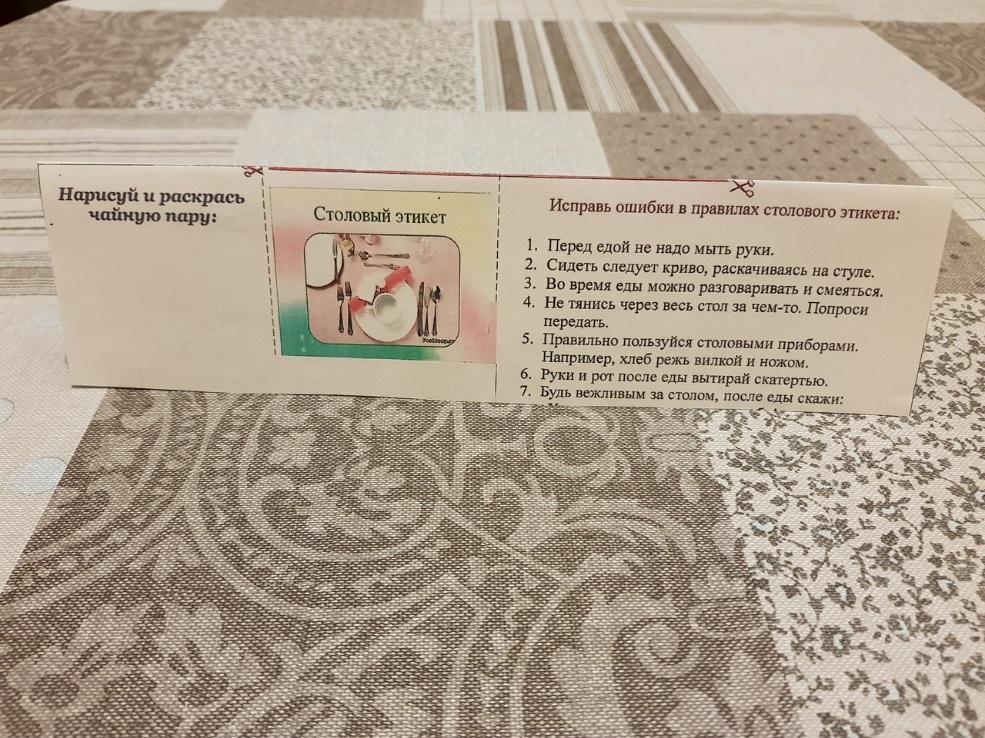 Нарисуй и раскрась
чайную пару:
Столовый этикет
Исправь ошибки в правилах столового этикета:
1. Перед едой не надо мыть руки.
2. Сидеть следует криво, раскачиваясь на стуле.
3. Во время еды можно разговаривать и смеяться.
4. Не тянись через весь стол за чем-то. Попроси
передать.
5. Правильно пользуйся столовыми приборами.
Например, хлеб режь вилкой и ножом.
6. Руки и рот после еды вытирай скатертью.
7. Будь вежливым за столом, после еды скажи: